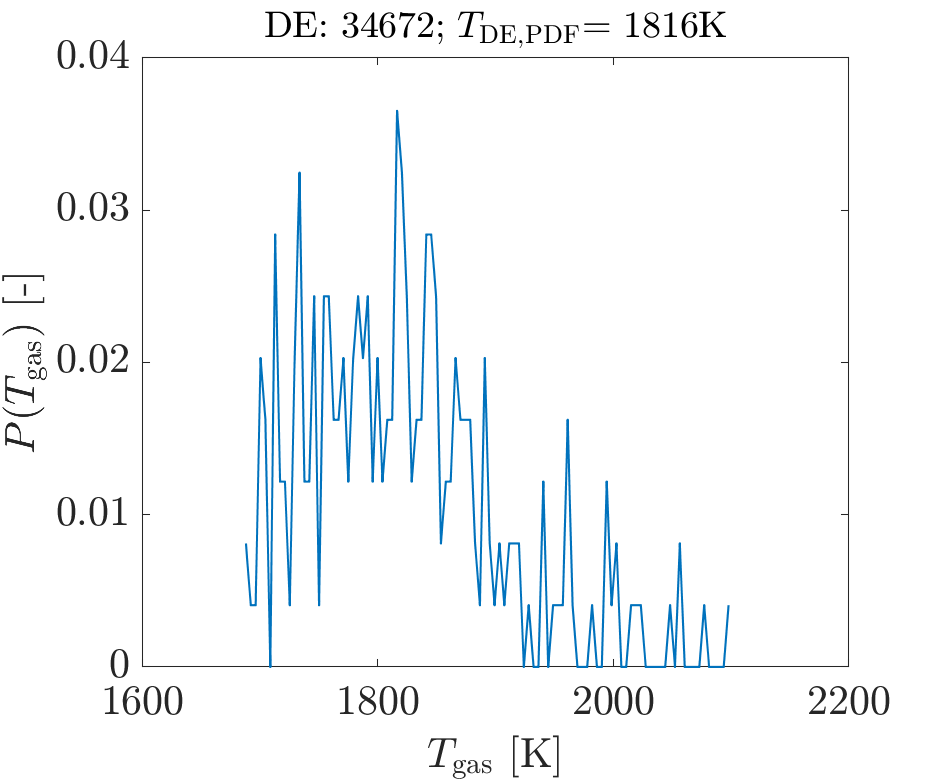 DE: 34672; T_DE,PDF= 1816K
0.04
0.03
0.02
0.01
0
P(T_gas) [-]
1600 1800 2000 2200
T_gas [K]